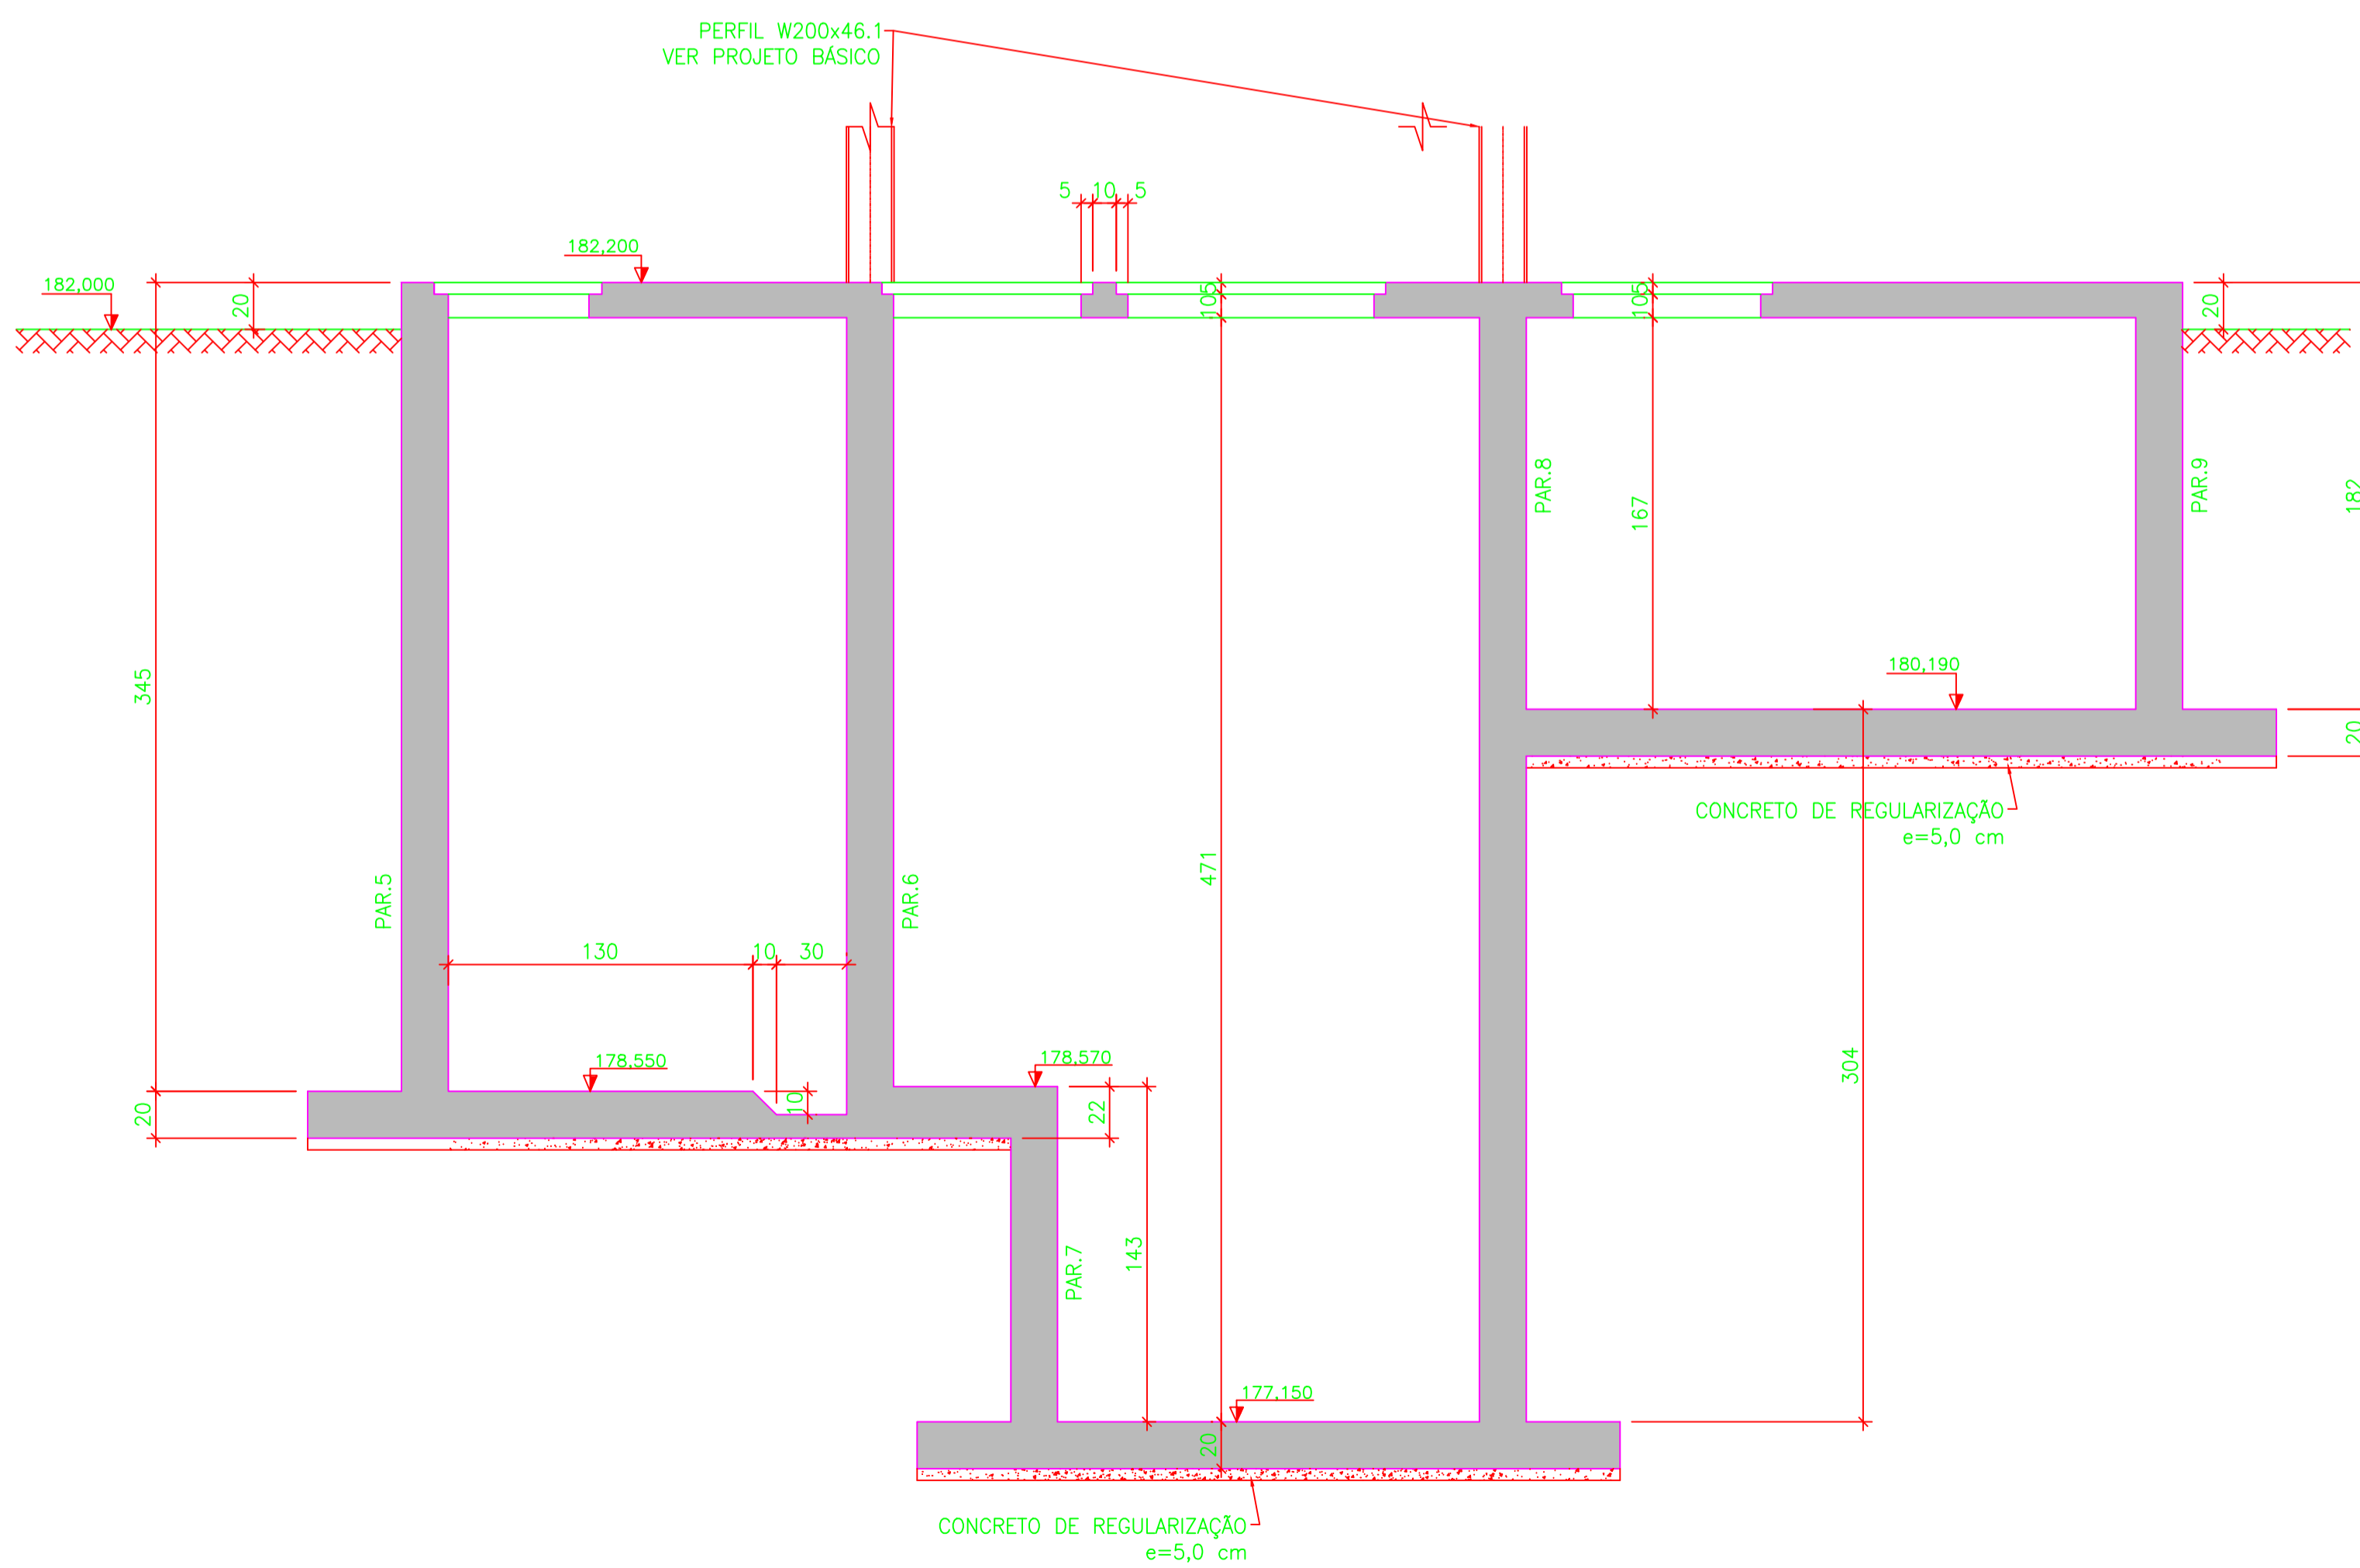 PERFIL W200x46.1
VER PROJETO BÁSICO
5 10 5
182,200
182,000
20
105
105
20
PAR.8
PAR.9
167
182
345
180,190
20
CONCRETO DE REGULARIZAÇÃO
e=5,0 cm
PAR.5
PAR.6
471
130 10 30
178,550
178,570
304
20
10
22
PAR.7
143
177,150
20
CONCRETO DE REGULARIZAÇÃO
e=5,0 cm